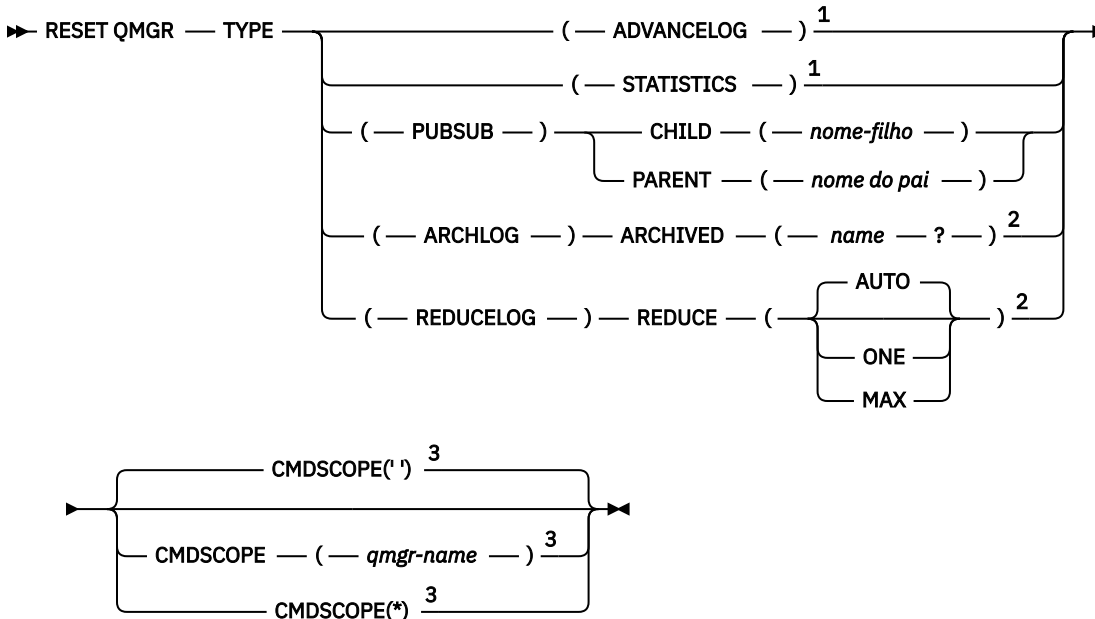 RESET QMGR TYPE ( ADVANCELOG ) 1
( STATISTICS ) 1
( PUBSUB ) CHILD ( nome-filho )
PARENT ( nome do pai )
( ARCHLOG ) ARCHIVED ( name ? ) 2
AUTO
( REDUCELOG ) REDUCE ( ) 2
ONE
MAX
CMDSCOPE(' ') 3
CMDSCOPE ( qmgr-name ) 3
CMDSCOPE(*) 3